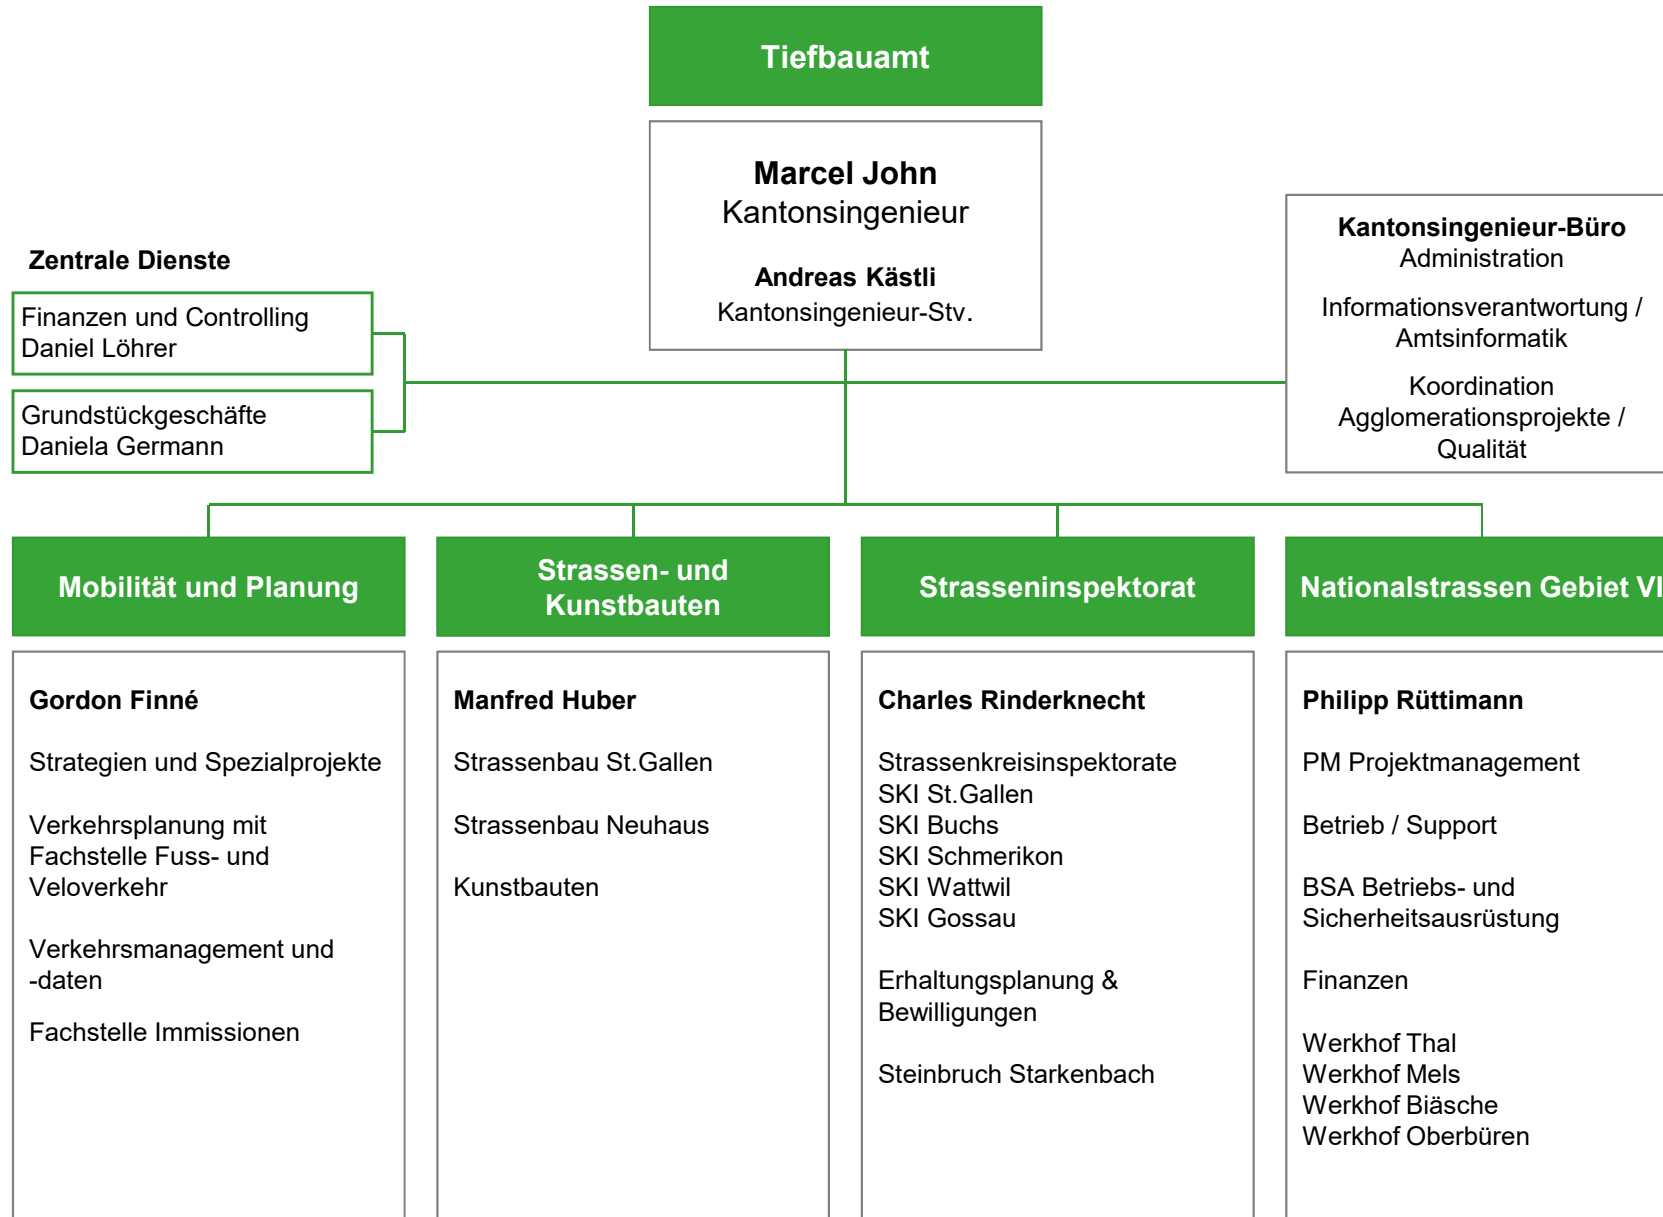 Tiefbauamt
Marcel John
Kantonsingenieur
Andreas Kästli
Kantonsingenieur-Stv.
Zentrale Dienste
Finanzen und Controlling
Daniel Löhrer
Grundstückgeschäfte
Daniela Germann
Kantonsingenieur-Büro
Administration
Informationsverantwortung /
Amtsinformatik
Koordination
Agglomerationsprojekte /
Qualität
Mobilität und Planung
Gordon Finné
Strategien und Spezialprojekte
Verkehrsplanung mit
Fachstelle Fuss- und
Veloverkehr
Verkehrsmanagement und
-daten
Fachstelle Immissionen
Strassen- und
Kunstbauten
Manfred Huber
Strassenbau St.Gallen
Strassenbau Neuhaus
Kunstbauten
Strasseninspektorat
Charles Rinderknecht
Strassenkreisinspektorate
SKI St.Gallen
SKI Buchs
SKI Schmerikon
SKI Wattwil
SKI Gossau
Erhaltungsplanung &
Bewilligungen
Steinbruch Starkenbach
Nationalstrassen Gebiet VI
Philipp Rüttimann
PM Projektmanagement
Betrieb / Support
BSA Betriebs- und
Sicherheitsausrüstung
Finanzen
Werkhof Thal
Werkhof Mels
Werkhof Biäsche
Werkhof Oberbüren